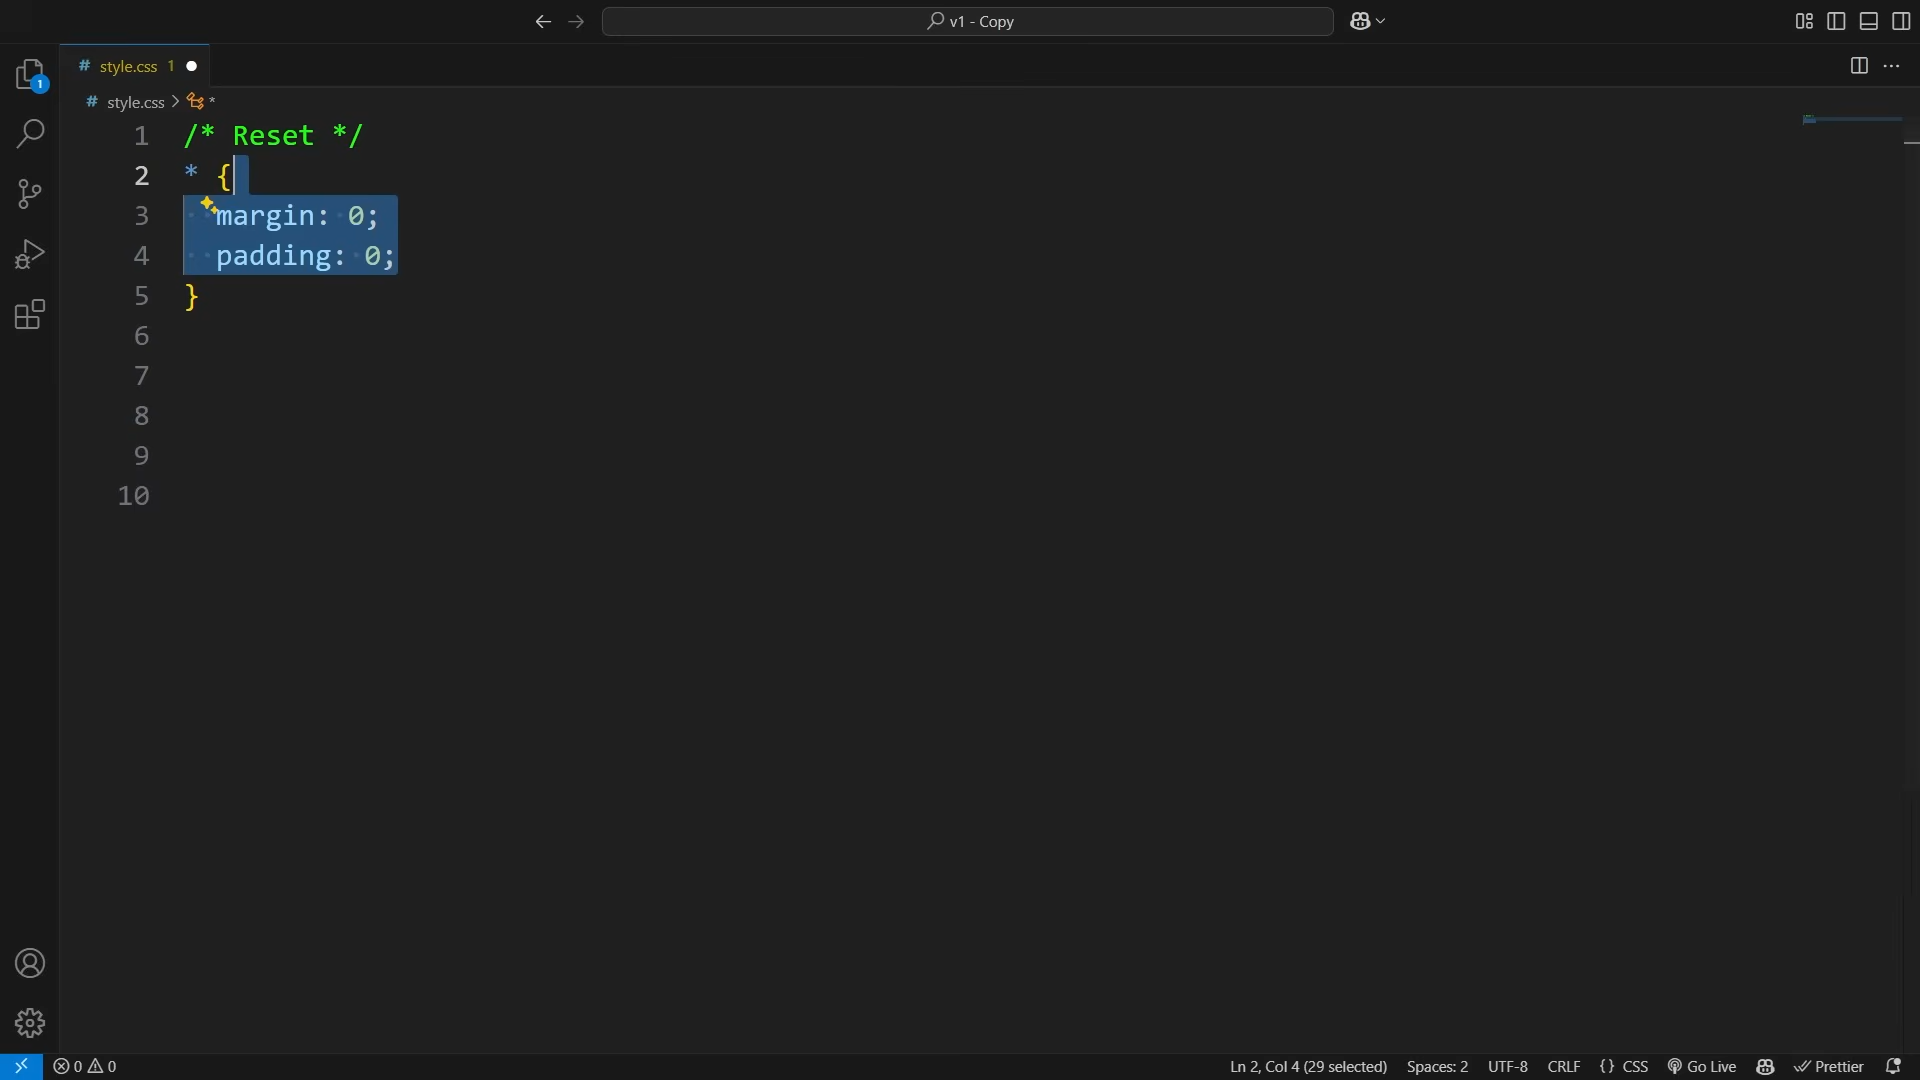 v1 - Copy
# style.css 1
# style.css > *
1
1 /* Reset */
2 * {
3 margin: 0;
4 padding: 0;
5 }
6
7
8
9
10
0 0
Ln 2, Col 4 (29 selected) Spaces: 2 UTF-8 CRLF {} CSS Go Live Prettier